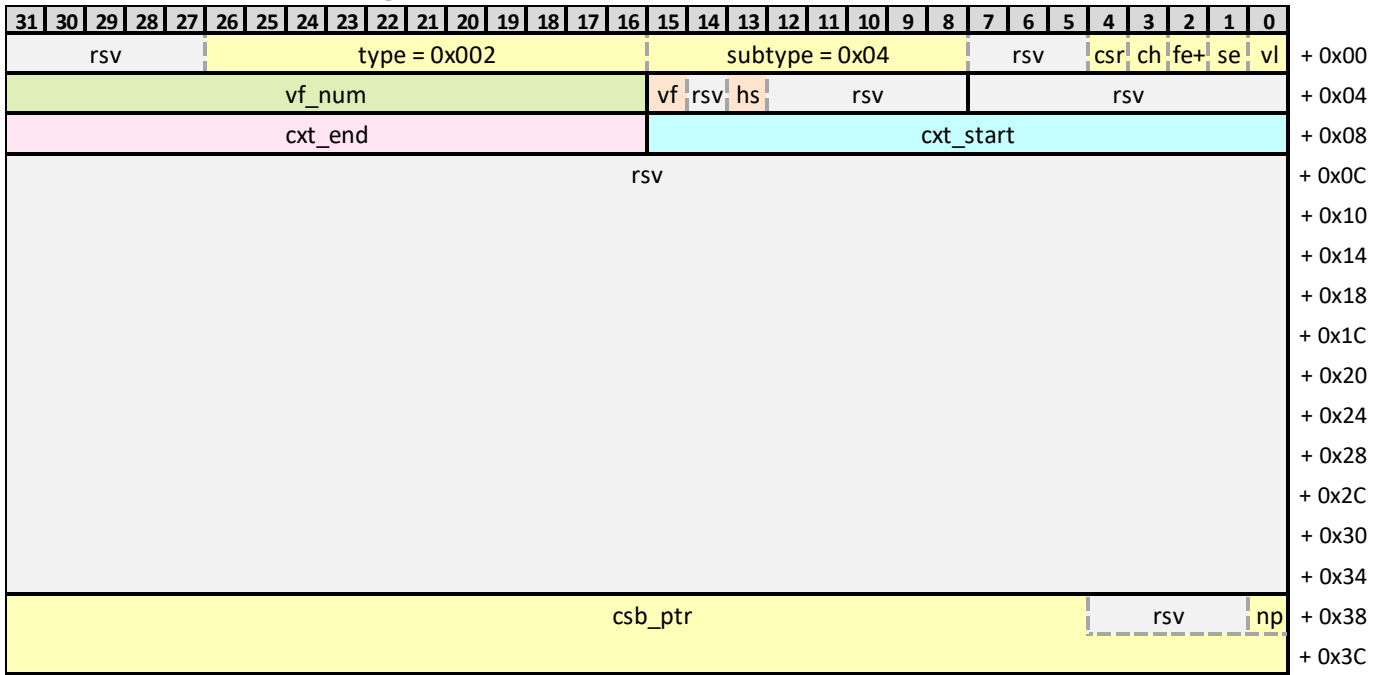 31 30 29 28 27 26 25 24 23 22 21 20 19 18 17 16 15 14 13 12 11 10 9 8 7 6 5 4 3 2 1 0
rsv type = 0x002 subtype = 0x04 rsv csr ch fe+ se vl + 0x00
vf_num vf rsv hs rsv rsv + 0x04
cxt_end cxt_start + 0x08
rsv + 0x0C
+ 0x10
+ 0x14
+ 0x18
+ 0x1C
+ 0x20
+ 0x24
+ 0x28
+ 0x2C
+ 0x30
+ 0x34
csb_ptr rsv np + 0x38
+ 0x3C